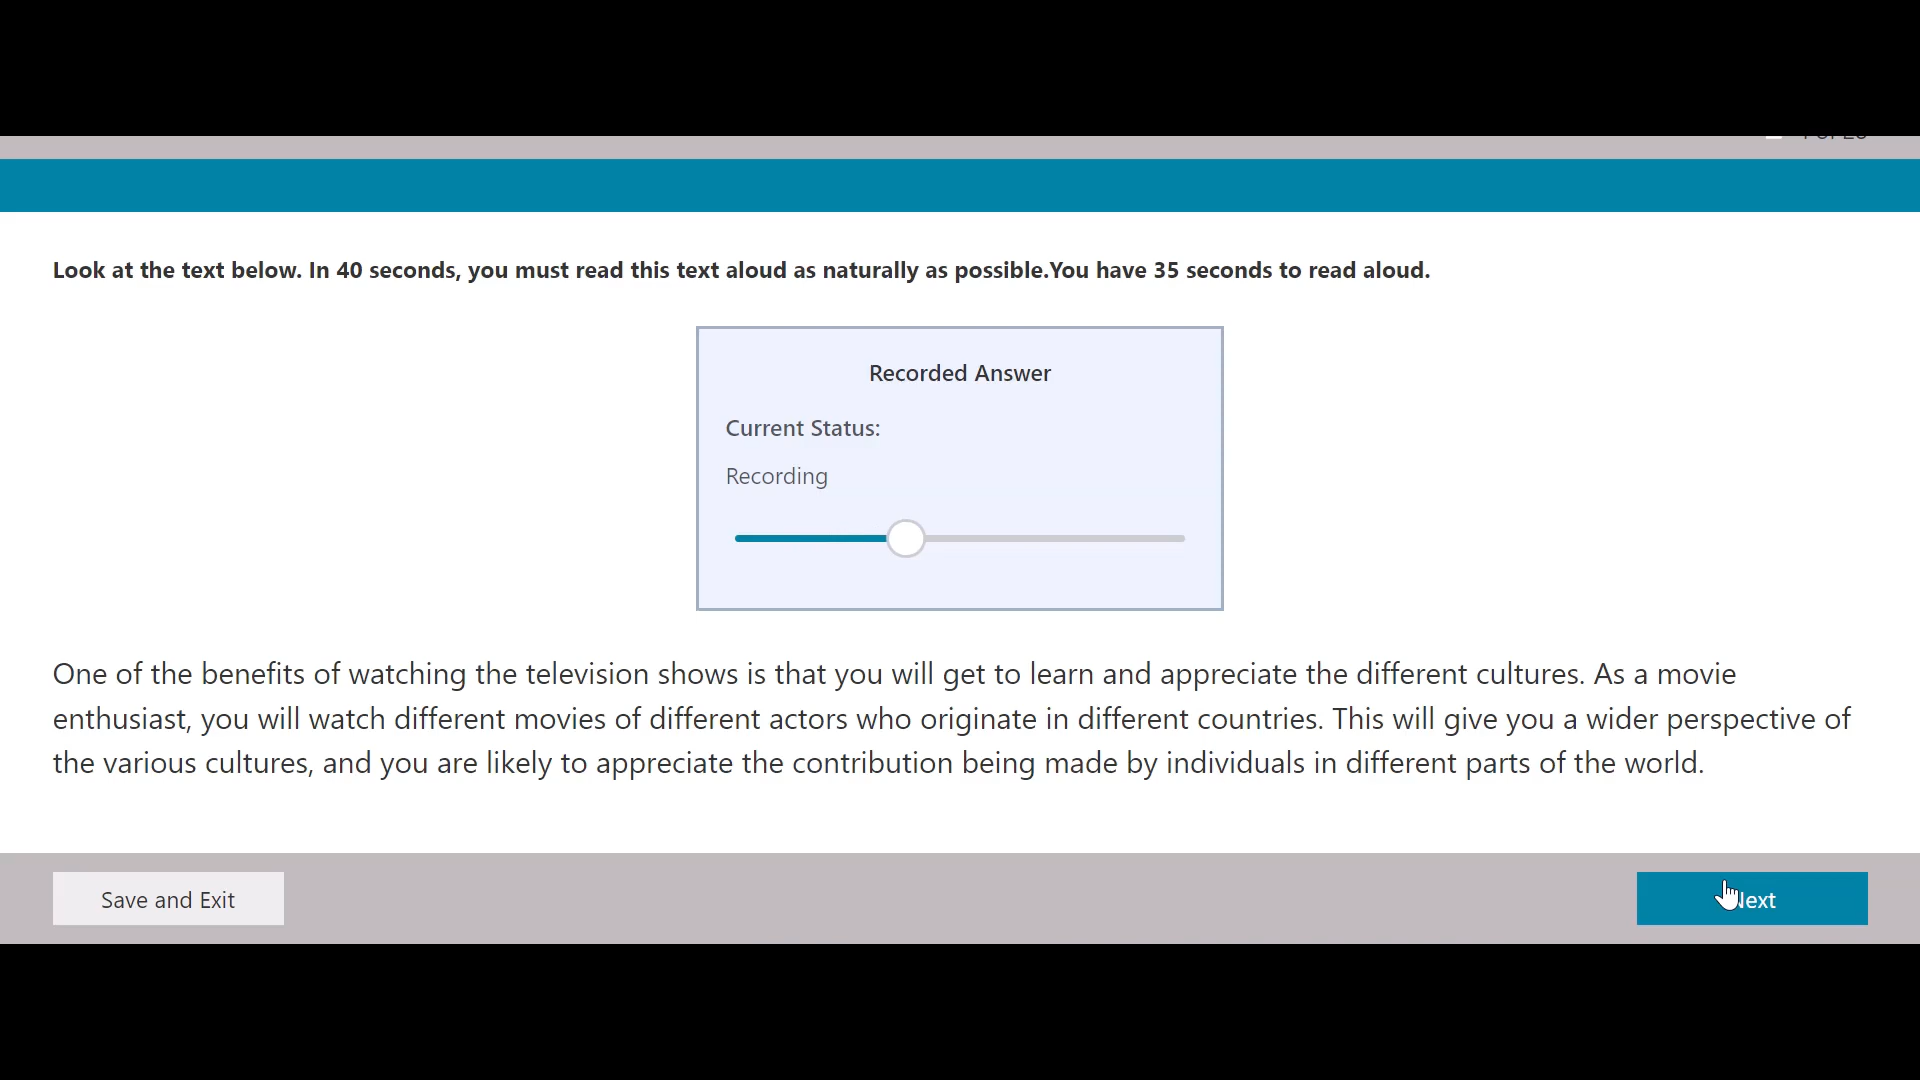 Look at the text below. In 40 seconds, you must read this text aloud as naturally as possible.You have 35 seconds to read aloud.
Recorded Answer
Current Status:
Recording
One of the benefits of watching the television shows is that you will get to learn and appreciate the different cultures. As a movie
enthusiast, you will watch different movies of different actors who originate in different countries. This will give you a wider perspective of
the various cultures, and you are likely to appreciate the contribution being made by individuals in different parts of the world.
Save and Exit
Next